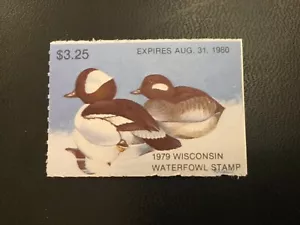 $3.25 EXPIRES AUG. 31, 1980
1979 WISCONSIN
WATERFOWL STAMP